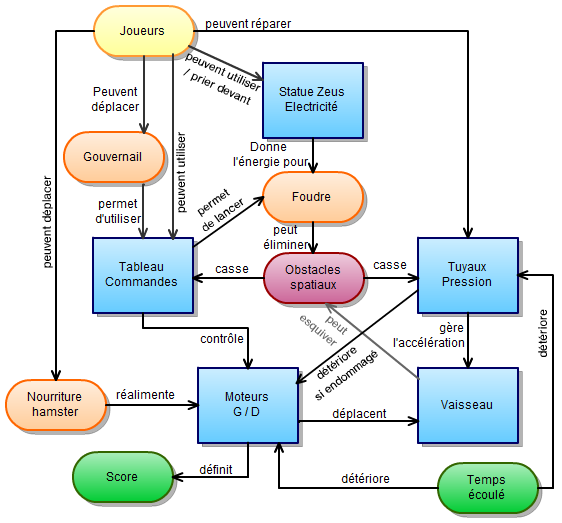 Joueurs
peuvent réparer
peuvent utiliser
/ prier devant
Peuvent
déplacer
Statue Zeus
Electricité
Gouvernail
peuvent utiliser
Donne
l'énergie pour
peuvent déplacer
permet
d'utiliser
permet
de lancer
Foudre
peut
éliminer
Tableau
Commandes
casse
Obstacles
spatiaux
casse
Tuyaux
Pression
peut
esquiver
gère
l'accélération
détériore
contrôle
détériore
si endommagé
Nourriture
hamster
réalimente
Moteurs
G / D
déplacent
Vaisseau
Score
définit
détériore
Temps
écoulé